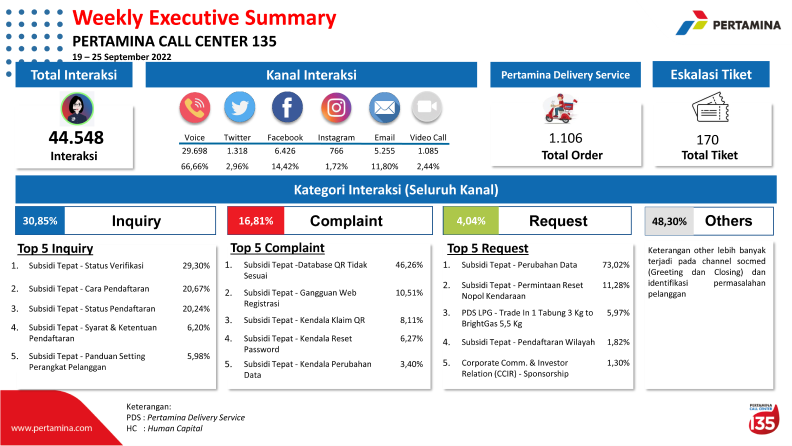 Weekly Executive Summary
PERTAMINA CALL CENTER 135
19 – 25 September 2022
PERTAMINA
Total Interaksi
44.548
Interaksi
Kanal Interaksi
Voice Twitter Facebook Instagram Email Video Call
29.698 1.318 6.426 766 5.255 1.085
66,66% 2,96% 14,42% 1,72% 11,80% 2,44%
Pertamina Delivery Service
1.106
Total Order
Eskalasi Tiket
170
Total Tiket
Kategori Interaksi (Seluruh Kanal)
30,85% Inquiry
Top 5 Inquiry
1. Subsidi Tepat - Status Verifikasi 29,30%
2. Subsidi Tepat - Cara Pendaftaran 20,67%
3. Subsidi Tepat - Status Pendaftaran 20,24%
4. Subsidi Tepat - Syarat & Ketentuan 6,20%
Pendaftaran
5. Subsidi Tepat - Panduan Setting 5,98%
Perangkat Pelanggan
16,81% Complaint
Top 5 Complaint
1. Subsidi Tepat -Database QR Tidak 46,26%
Sesuai
2. Subsidi Tepat - Gangguan Web 10,51%
Registrasi
3. Subsidi Tepat - Kendala Klaim QR 8,11%
4. Subsidi Tepat - Kendala Reset 6,27%
Password
5. Subsidi Tepat - Kendala Perubahan 3,40%
Data
4,04% Request
Top 5 Request
1. Subsidi Tepat - Perubahan Data 73,02%
2. Subsidi Tepat - Permintaan Reset 11,28%
Nopol Kendaraan
3. PDS LPG - Trade In 1 Tabung 3 Kg to 5,97%
BrightGas 5,5 Kg
4. Subsidi Tepat - Pendaftaran Wilayah 1,82%
5. Corporate Comm. & Investor 1,30%
Relation (CCIR) - Sponsorship
48,30% Others
Keterangan other lebih banyak
terjadi pada channel socmed
(Greeting dan Closing) dan
identifikasi permasalahan
pelanggan
www.pertamina.com
Keterangan:
PDS : Pertamina Delivery Service
HC : Human Capital
PERTAMINA
CALL CENTER
135